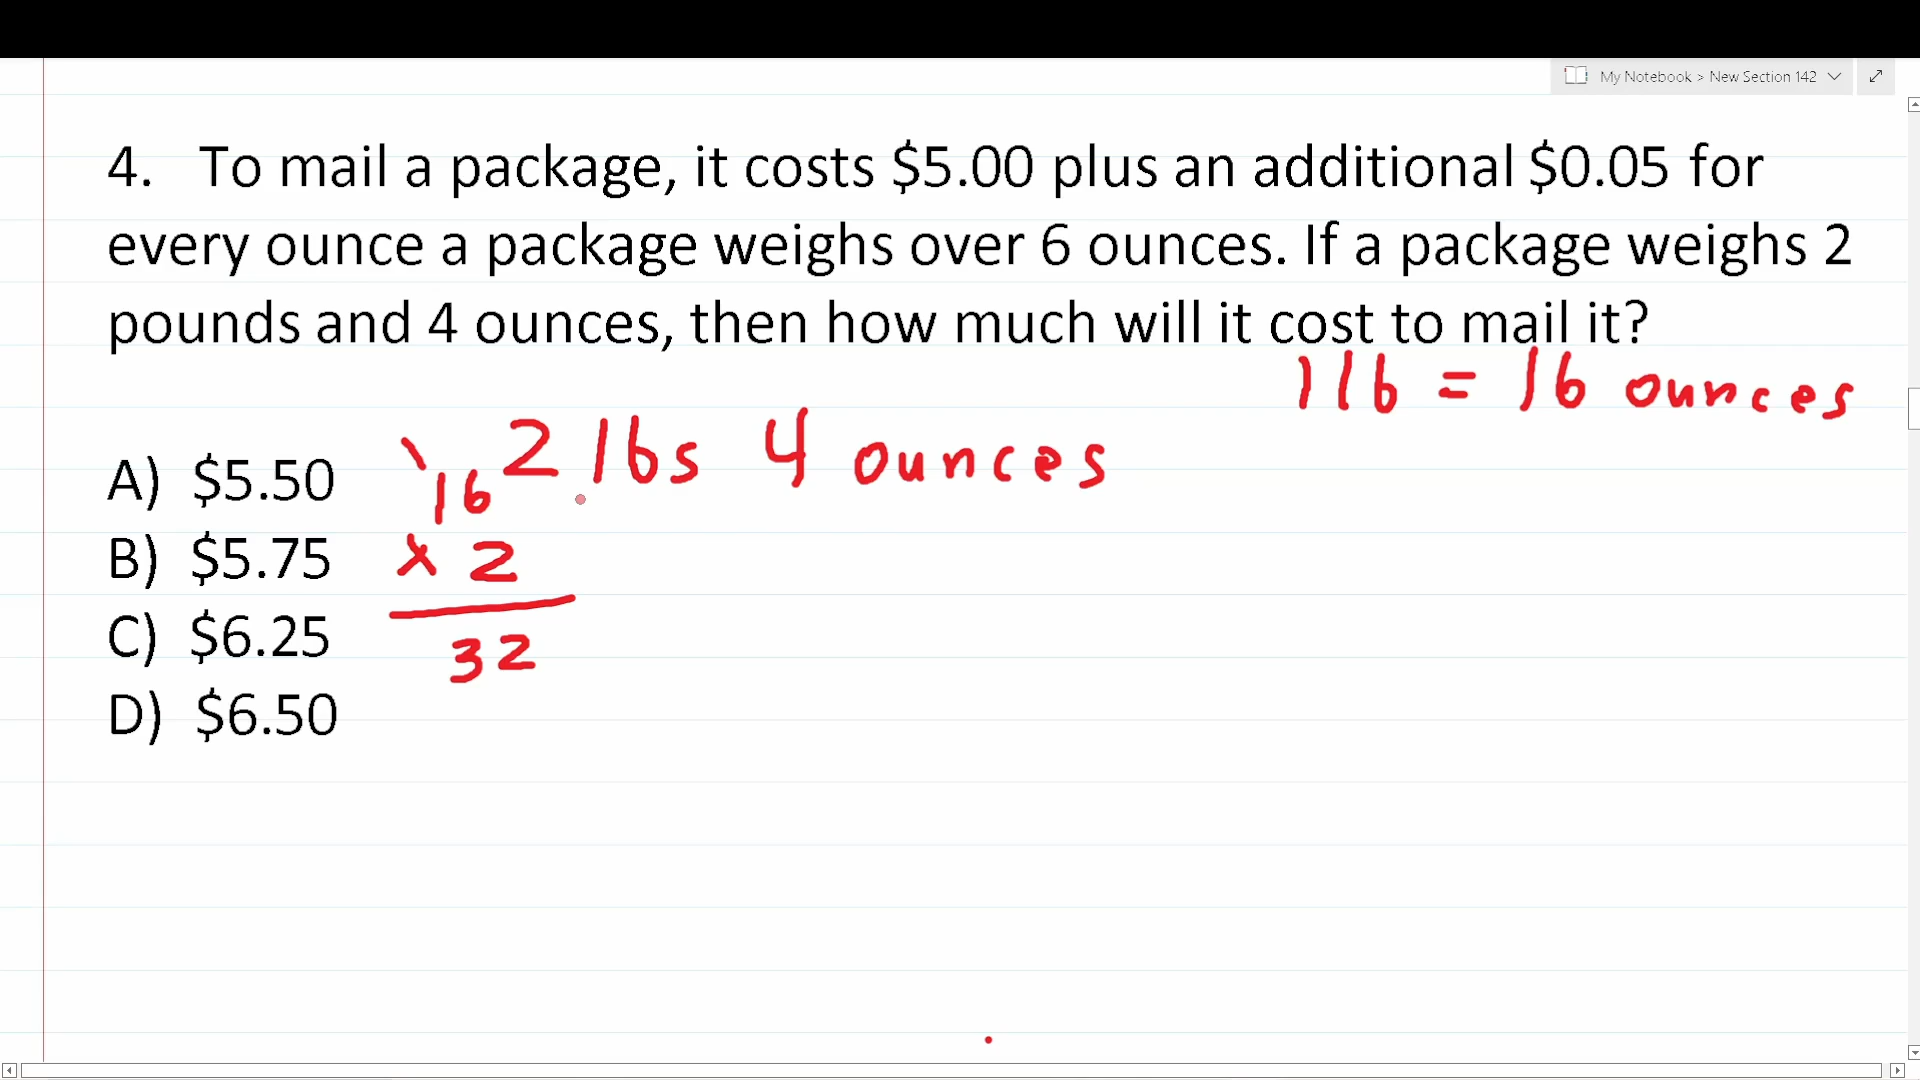 My Notebook > New Section 142
4. To mail a package, it costs $5.00 plus an additional $0.05 for
every ounce a package weighs over 6 ounces. If a package weighs 2
pounds and 4 ounces, then how much will it cost to mail it?
1 lb = 16 ounces
2 lbs 4 ounces
A) $5.50
1
16
B) $5.75
x 2
C) $6.25
32
D) $6.50